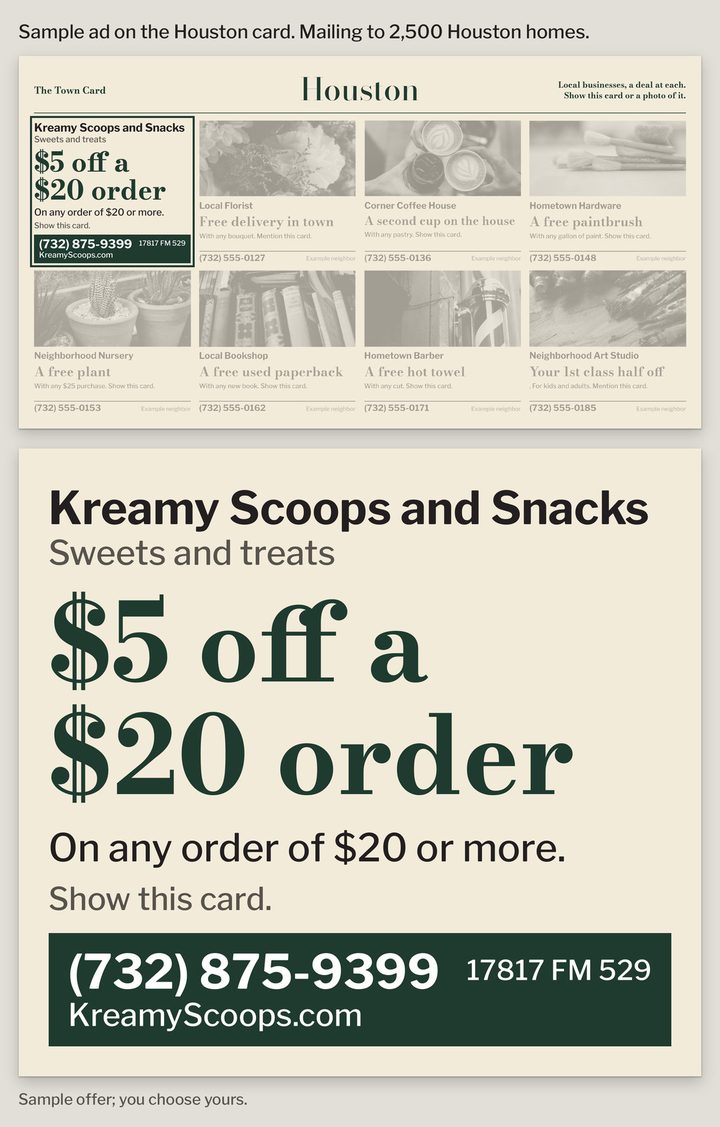 Sample ad on the Houston card. Mailing to 2,500 Houston homes.
The Town Card
Houston
Local businesses, a deal at each.
Show this card or a photo of it.
Kreamy Scoops and Snacks
Sweets and treats
$5 off a
$20 order
On any order of $20 or more.
Show this card.
(732) 875-9399 17817 FM 529
KreamyScoops.com
Local Florist
Free delivery in town
With any bouquet. Mention this card.
(732) 555-0127 Example neighbor
Corner Coffee House
A second cup on the house
With any pastry. Show this card.
(732) 555-0136 Example neighbor
Hometown Hardware
A free paintbrush
With any gallon of paint. Show this card.
(732) 555-0148 Example neighbor
Neighborhood Nursery
A free plant
With any $25 purchase. Show this card.
(732) 555-0153 Example neighbor
Local Bookshop
A free used paperback
With any new book. Show this card.
(732) 555-0162 Example neighbor
Hometown Barber
A free hot towel
With any cut. Show this card.
(732) 555-0171 Example neighbor
Neighborhood Art Studio
Your 1st class half off
For kids and adults. Mention this card.
(732) 555-0185 Example neighbor
Kreamy Scoops and Snacks
Sweets and treats
$5 off a
$20 order
On any order of $20 or more.
Show this card.
(732) 875-9399 17817 FM 529
KreamyScoops.com
Sample offer; you choose yours.